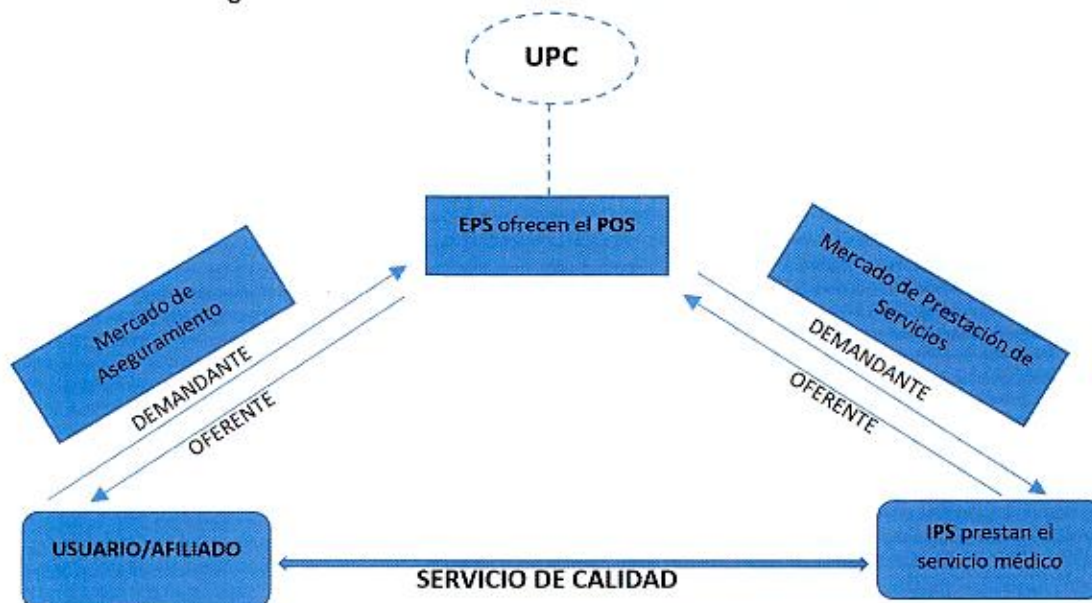 UPC
EPS ofrecen el POS
Mercado de
Aseguramiento
DEMANDANTE
OFERENTE
Mercado de Prestación de
Servicios
DEMANDANTE
OFERENTE
USUARIO/AFILIADO
SERVICIO DE CALIDAD
IPS prestan el
servicio médico